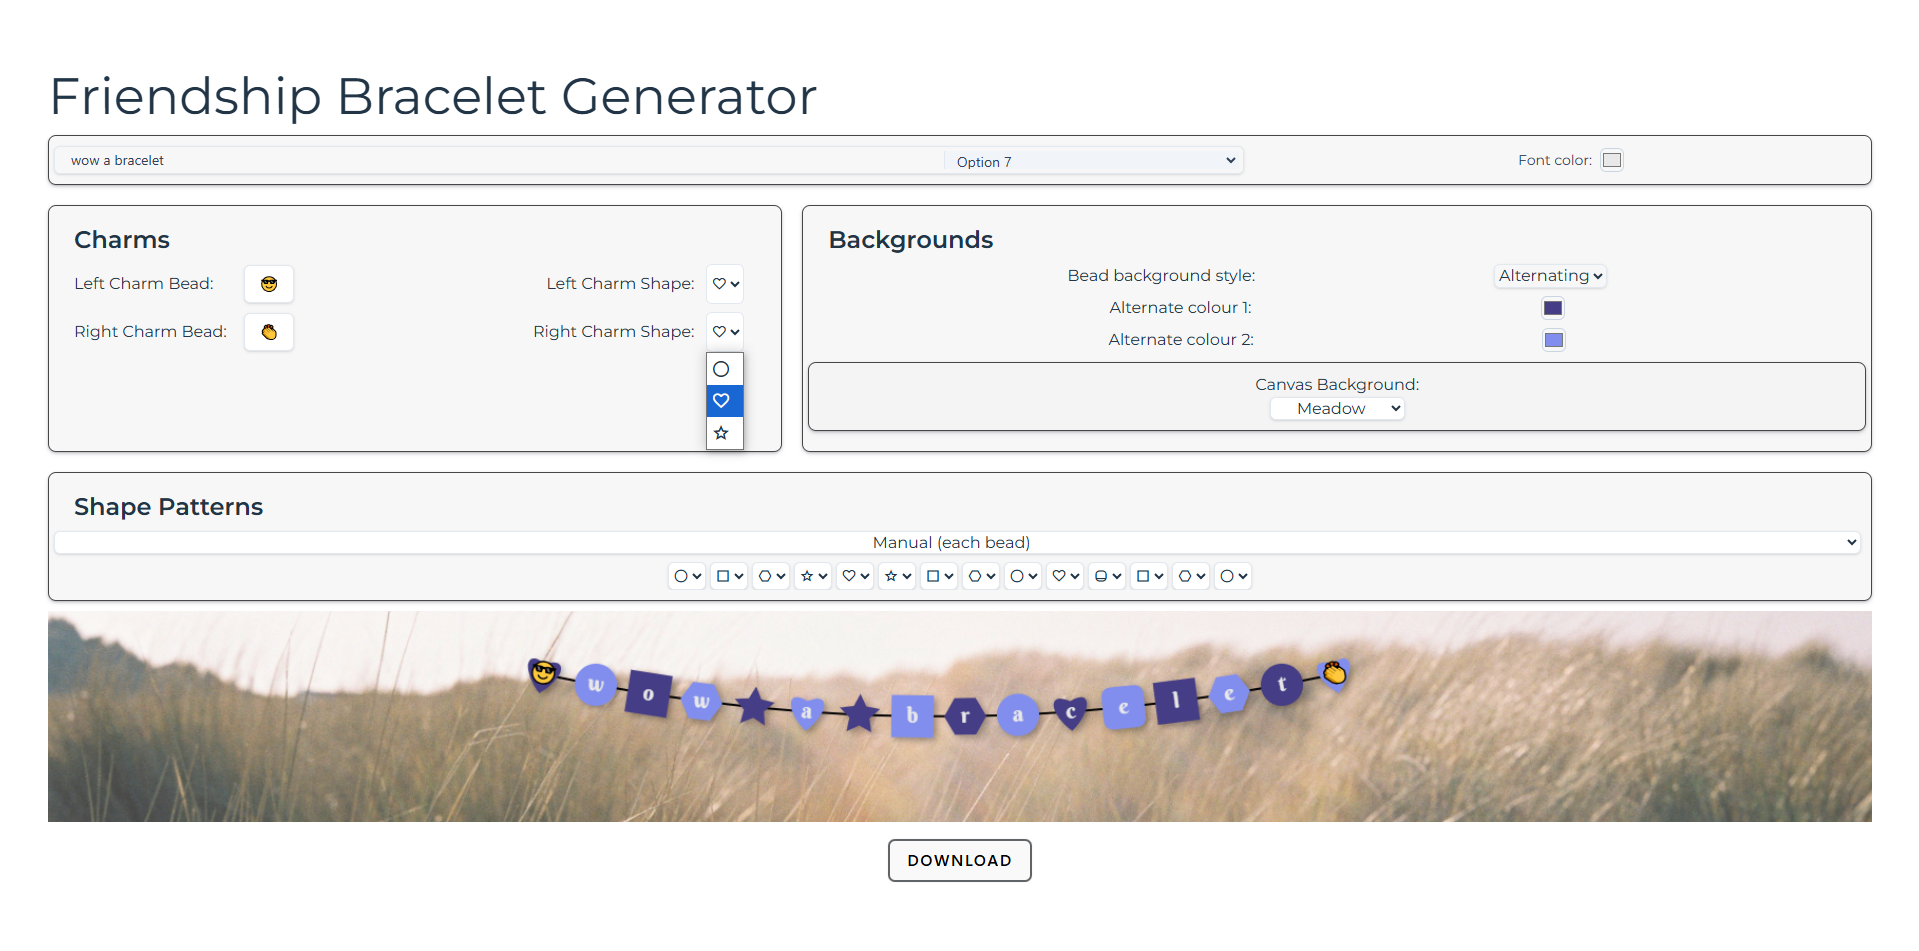 Friendship Bracelet Generator
wow a bracelet
Option 7
Font color:
Charms
Left Charm Bead:
Left Charm Shape:
Right Charm Bead:
Right Charm Shape:
Backgrounds
Bead background style:
Alternating
Alternate colour 1:
Alternate colour 2:
Canvas Background:
Meadow
Shape Patterns
Manual (each bead)
w o w a b r a c e l e t
DOWNLOAD